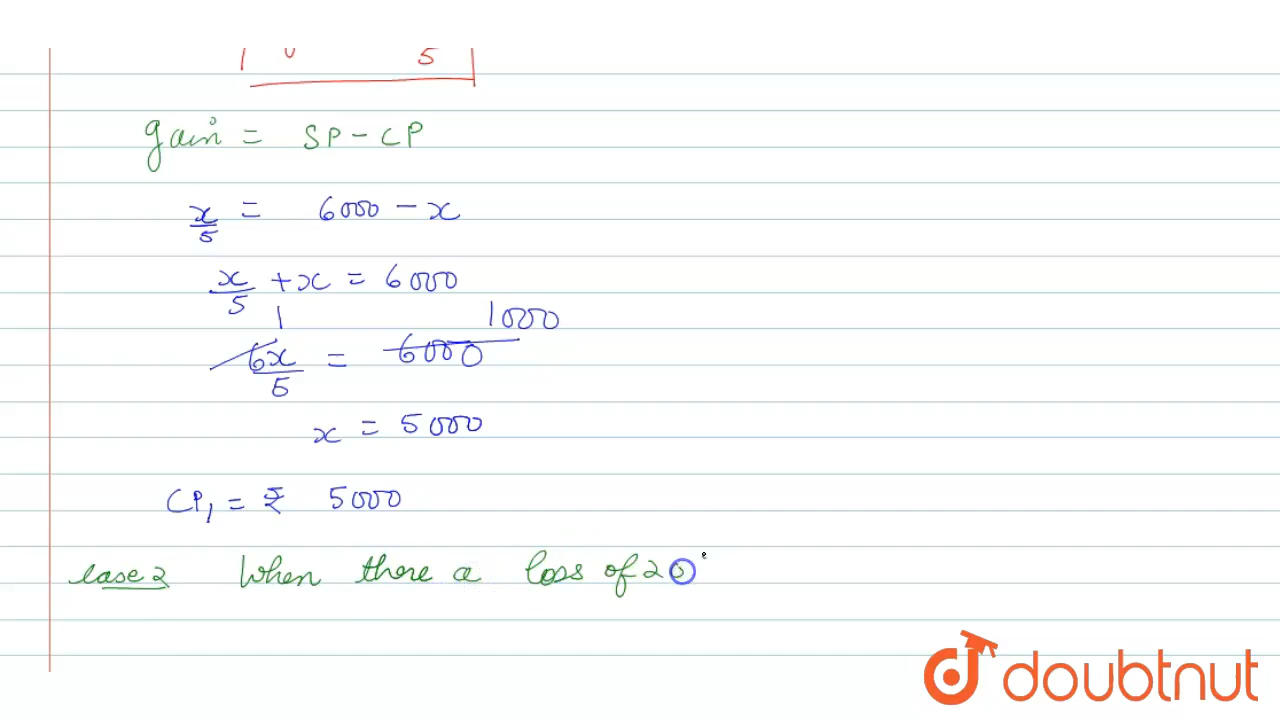 5
gain = SP - CP
x/5 = 6000 - x
x/5 + x = 6000
1 1000
6x/5 = 6000
x = 5000
CP1 = ₹ 5000
case 2 When there a loss of 20
doubtnut